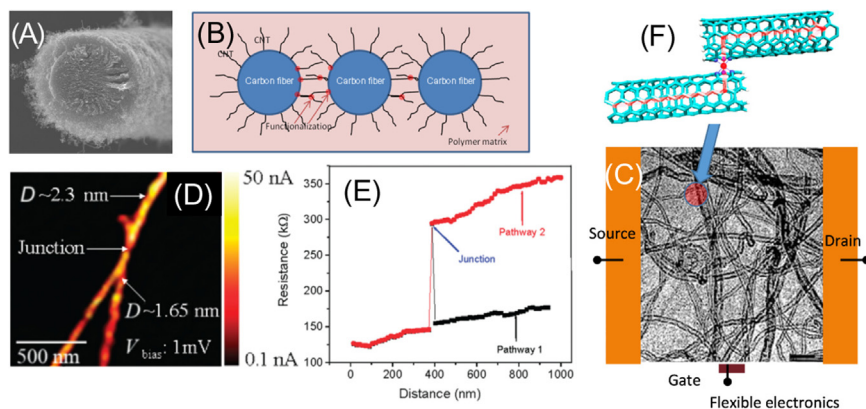 (A)
(B)
CNT
CNT
Carbon fiber
Carbon fiber
Carbon fiber
Functionalization
Polymer matrix
(D)
D~2.3 nm
Junction
D~1.65 nm
500 nm
Vbias: 1mV
50 nA
0.1 nA
(E)
Resistance (kΩ)
350
300
250
200
150
100
Pathway 2
Junction
Pathway 1
0
200
400
600
800
1000
Distance (nm)
(F)
(C)
Source
Drain
Gate
Flexible electronics